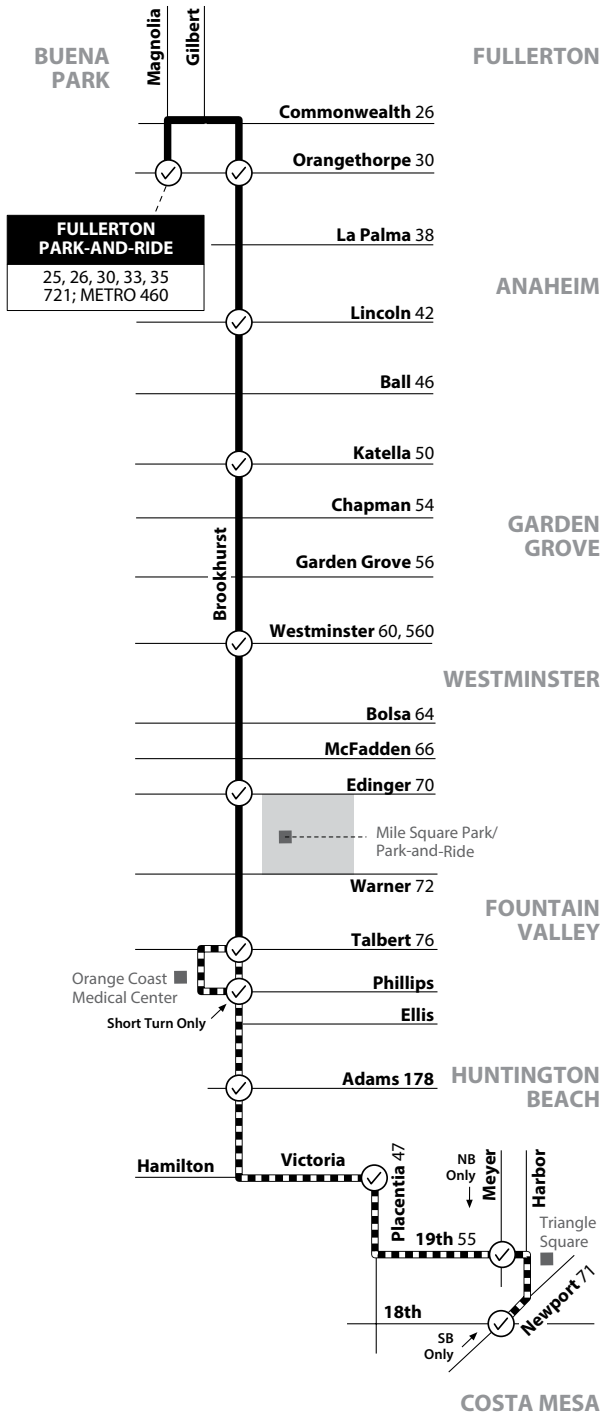 BUENA
PARK
Magnolia
Gilbert
FULLERTON
Commonwealth 26
Orangethorpe 30
FULLERTON
PARK-AND-RIDE
25, 26, 30, 33, 35
721; METRO 460
La Palma 38
ANAHEIM
Lincoln 42
Ball 46
Katella 50
Chapman 54
GARDEN
GROVE
Brookhurst
Garden Grove 56
Westminster 60, 560
WESTMINSTER
Bolsa 64
McFadden 66
Edinger 70
Mile Square Park/
Park-and-Ride
Warner 72
FOUNTAIN
VALLEY
Talbert 76
Orange Coast
Medical Center
Phillips
Short Turn Only
Ellis
Adams 178
HUNTINGTON
BEACH
Hamilton
Victoria
Placentia 47
NB
Only
Meyer
Harbor
Triangle
Square
19th 55
Newport 71
18th
SB
Only
COSTA MESA